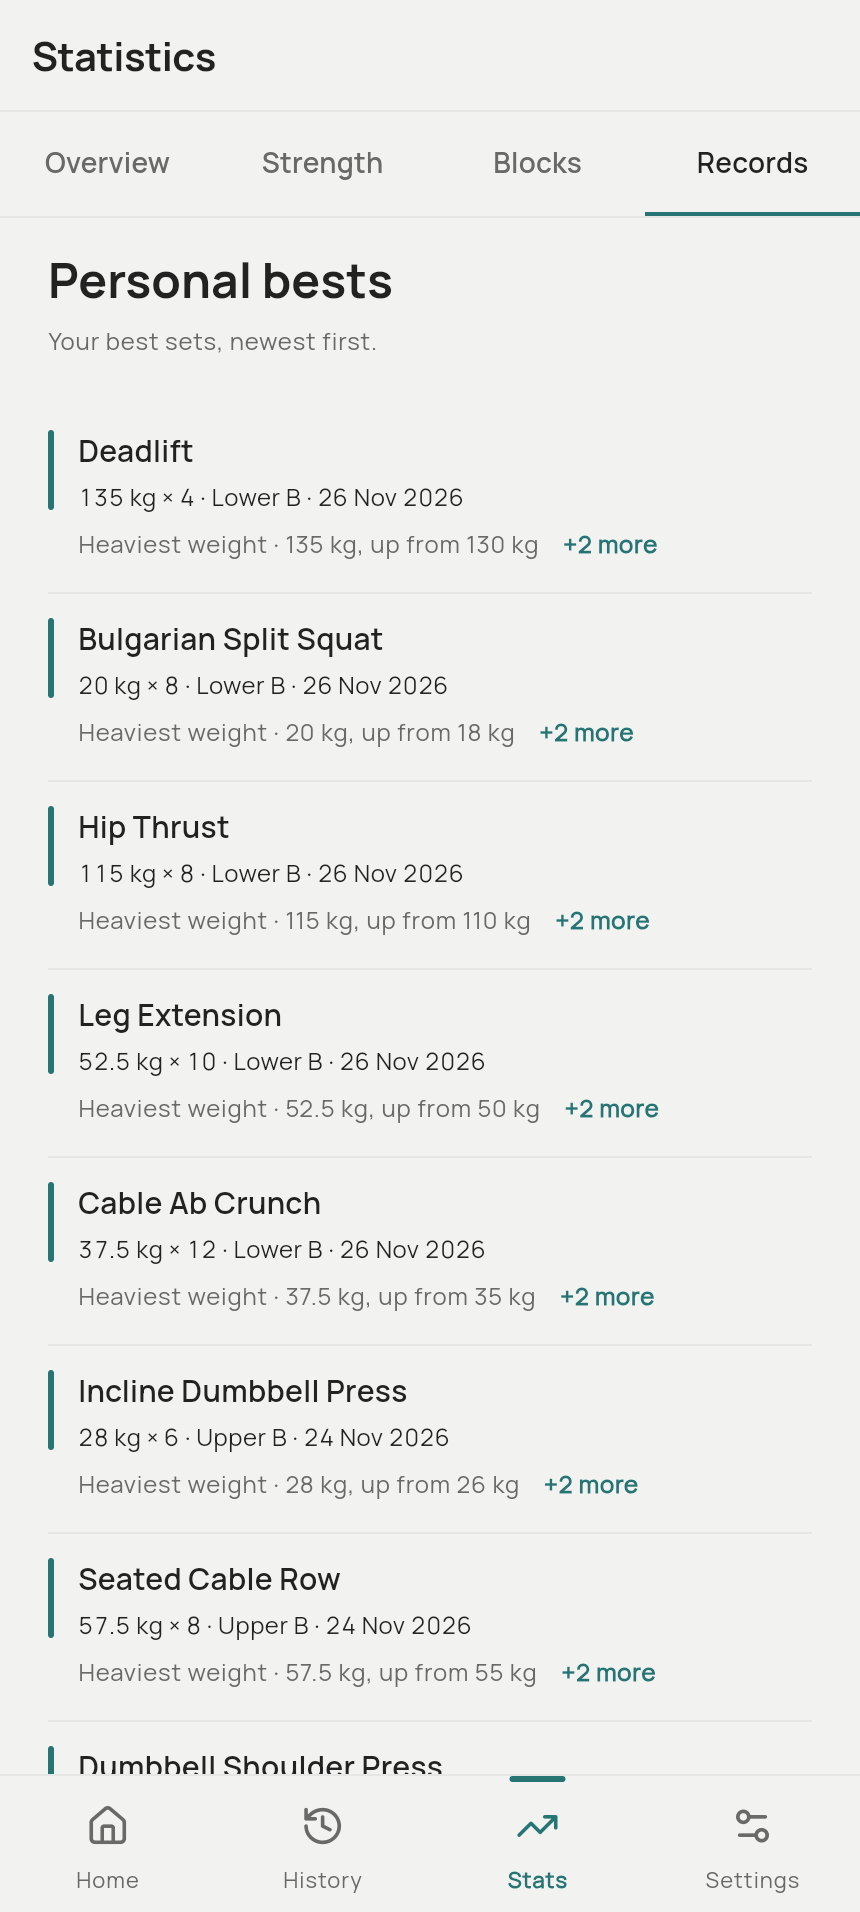 Statistics
Overview Strength Blocks Records
Personal bests
Your best sets, newest first.
Deadlift
135 kg × 4 · Lower B · 26 Nov 2026
Heaviest weight · 135 kg, up from 130 kg +2 more
Bulgarian Split Squat
20 kg × 8 · Lower B · 26 Nov 2026
Heaviest weight · 20 kg, up from 18 kg +2 more
Hip Thrust
115 kg × 8 · Lower B · 26 Nov 2026
Heaviest weight · 115 kg, up from 110 kg +2 more
Leg Extension
52.5 kg × 10 · Lower B · 26 Nov 2026
Heaviest weight · 52.5 kg, up from 50 kg +2 more
Cable Ab Crunch
37.5 kg × 12 · Lower B · 26 Nov 2026
Heaviest weight · 37.5 kg, up from 35 kg +2 more
Incline Dumbbell Press
28 kg × 6 · Upper B · 24 Nov 2026
Heaviest weight · 28 kg, up from 26 kg +2 more
Seated Cable Row
57.5 kg × 8 · Upper B · 24 Nov 2026
Heaviest weight · 57.5 kg, up from 55 kg +2 more
Dumbbell Shoulder Press
Home History Stats Settings